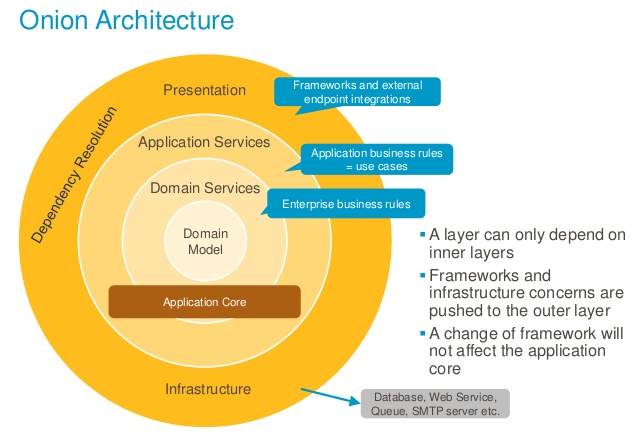 Onion Architecture
Presentation
Frameworks and external
endpoint integrations
Dependency Resolution
Application Services
Application business rules
= use cases
Domain Services
Enterprise business rules
Domain
Model
Application Core
Infrastructure
Database, Web Service,
Queue, SMTP server etc.
▪ A layer can only depend on
inner layers
▪ Frameworks and
infrastructure concerns are
pushed to the outer layer
▪ A change of framework will
not affect the application
core